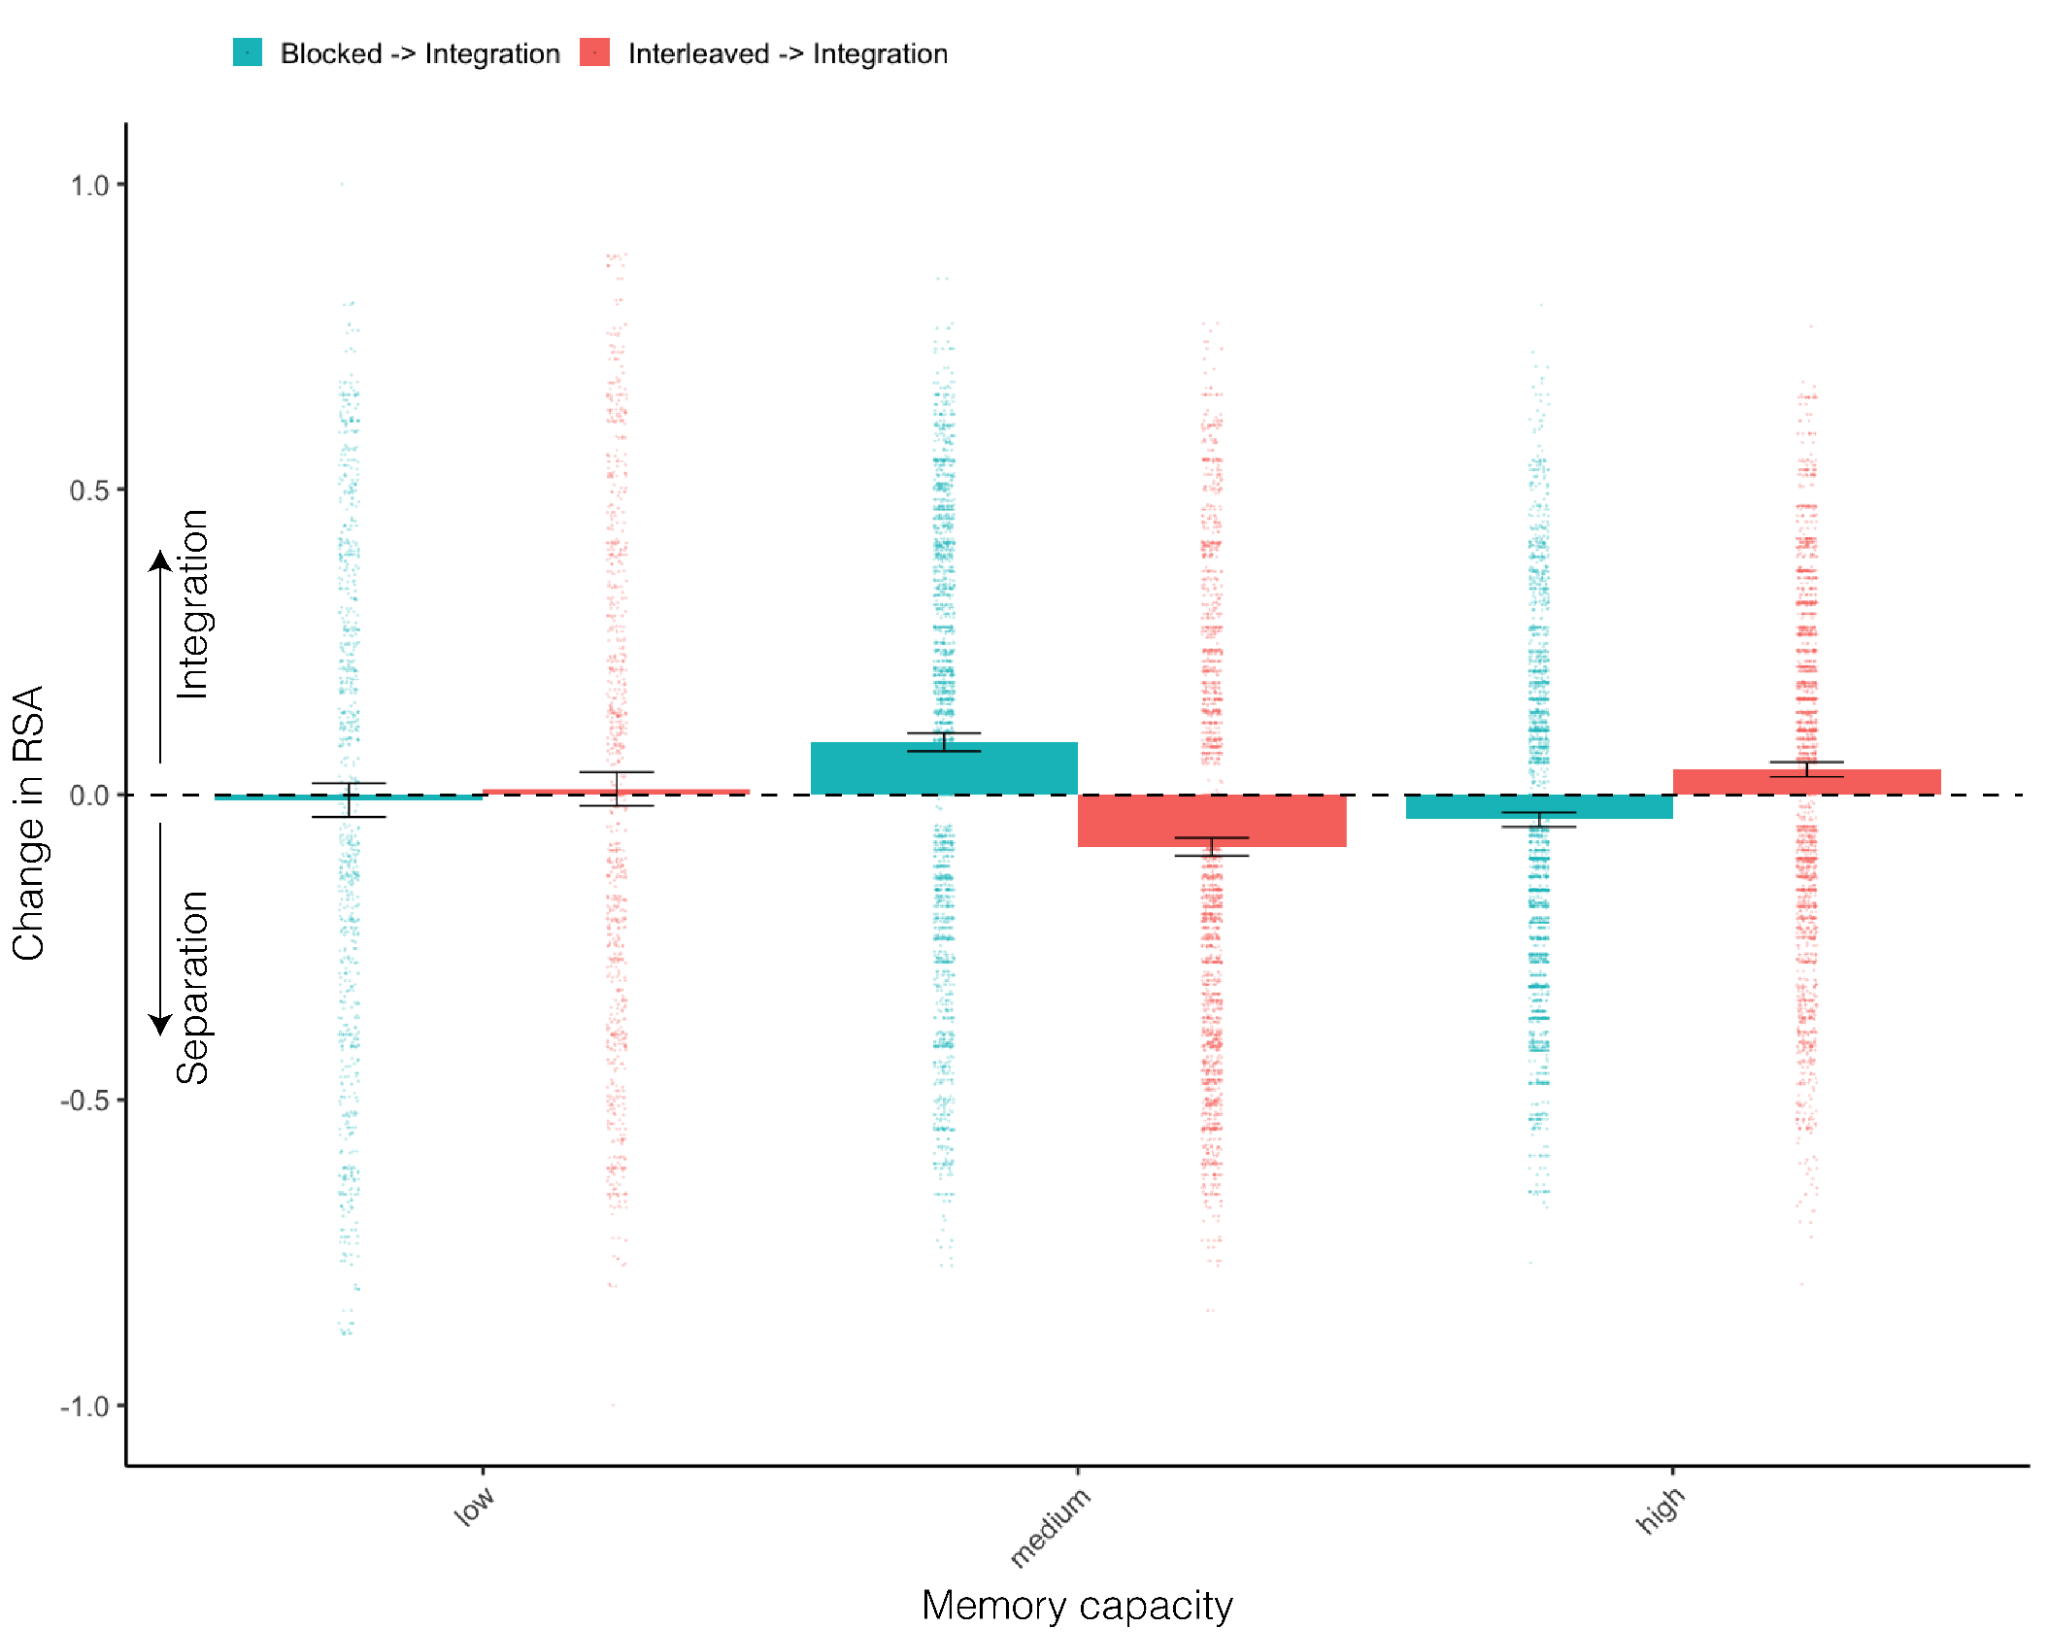 Blocked -> Integration Interleaved -> Integration
1.0
0.5
0.0
-0.5
-1.0
Change in RSA
Integration
Separation
low
medium
high
Memory capacity